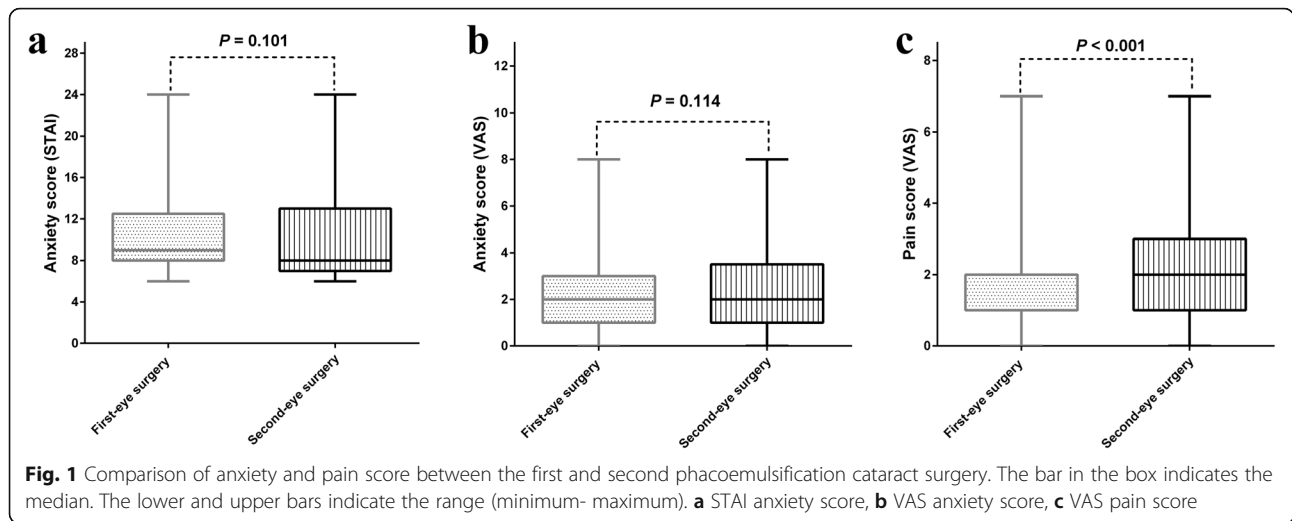 a
P = 0.101
Anxiety score (STAI)
28
24
20
16
12
8
4
0
First-eye surgery
Second-eye surgery
b
P = 0.114
Anxiety score (VAS)
12
10
8
6
4
2
0
First-eye surgery
Second-eye surgery
c
P < 0.001
Pain score (VAS)
8
6
4
2
0
First-eye surgery
Second-eye surgery
Fig. 1 Comparison of anxiety and pain score between the first and second phacoemulsification cataract surgery. The bar in the box indicates the
median. The lower and upper bars indicate the range (minimum- maximum). a STAI anxiety score, b VAS anxiety score, c VAS pain score